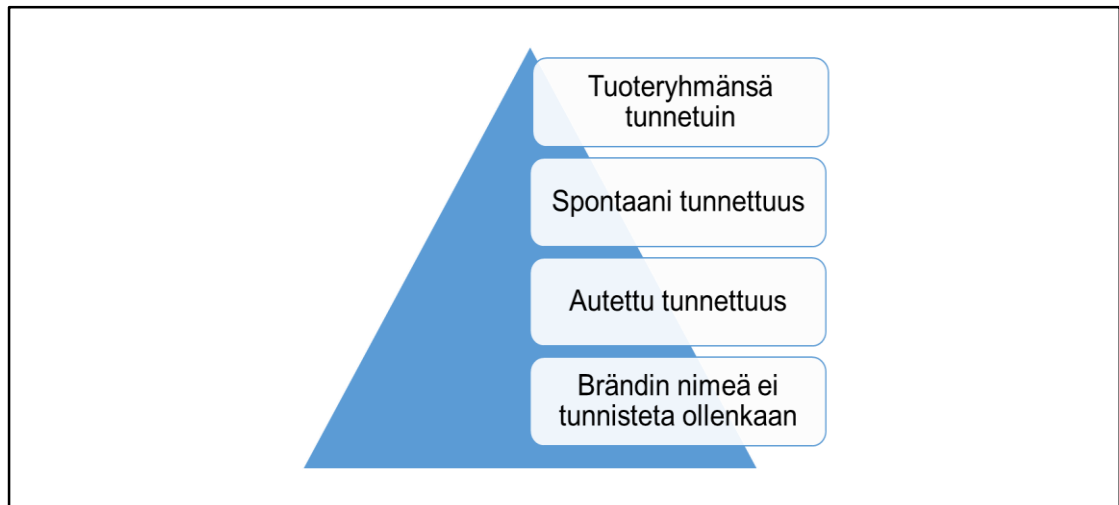 Tuoteryhmänsä
tunnetuin
Spontaani tunnettuus
Autettu tunnettuus
Brändin nimeä ei
tunnisteta ollenkaan